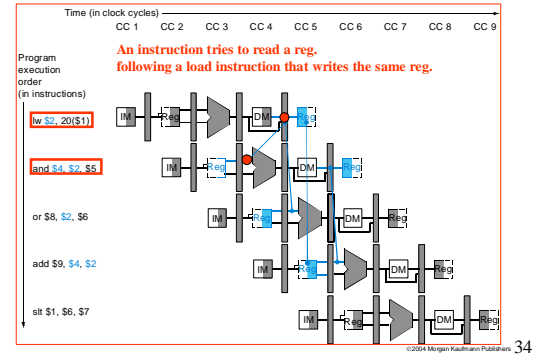 Time (in clock cycles)
CC 1 CC 2 CC 3 CC 4 CC 5 CC 6 CC 7 CC 8 CC 9
An instruction tries to read a reg.
following a load instruction that writes the same reg.
Program
execution
order
(in instructions)
lw $2, 20($1)
IM Reg DM Reg
and $4, $2, $5
IM Reg DM Reg
or $8, $2, $6
IM Reg DM Reg
add $9, $4, $2
IM Reg DM Reg
slt $1, $6, $7
IM Reg DM Reg
©2004 Morgan Kaufmann Publishers 34